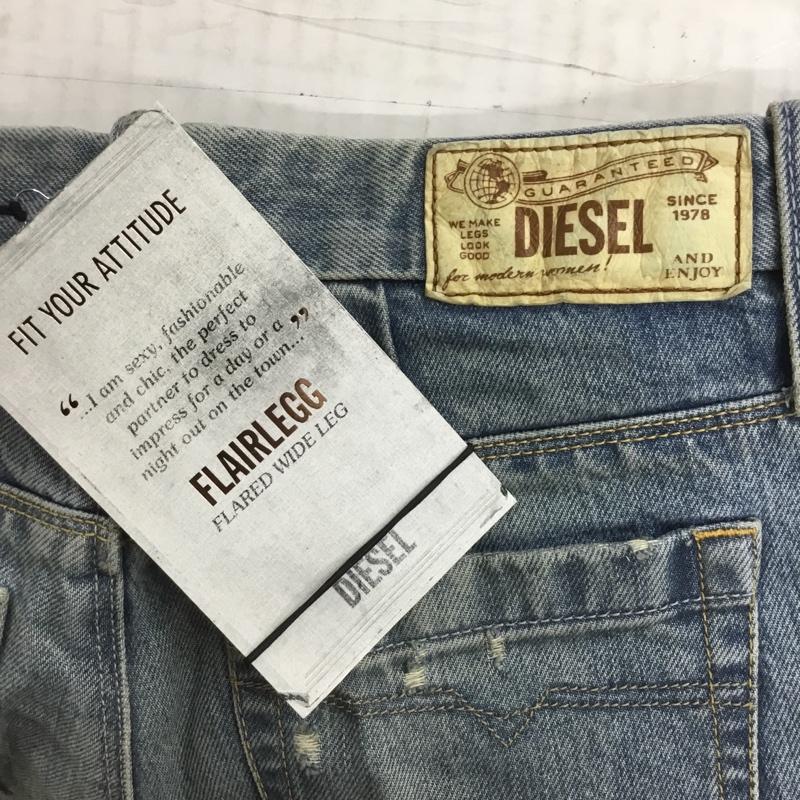 FIT YOUR ATTITUDE
“ ...I am sexy, fashionable
and chic, the perfect
partner to dress to
impress for a day or a
night out on the town... ”
FLAIRLEGG
FLARED WIDE LEG
DIESEL
GUARANTEED
WE MAKE
LEGS
LOOK
GOOD
DIESEL
SINCE
1978
for modern women!
AND
ENJOY